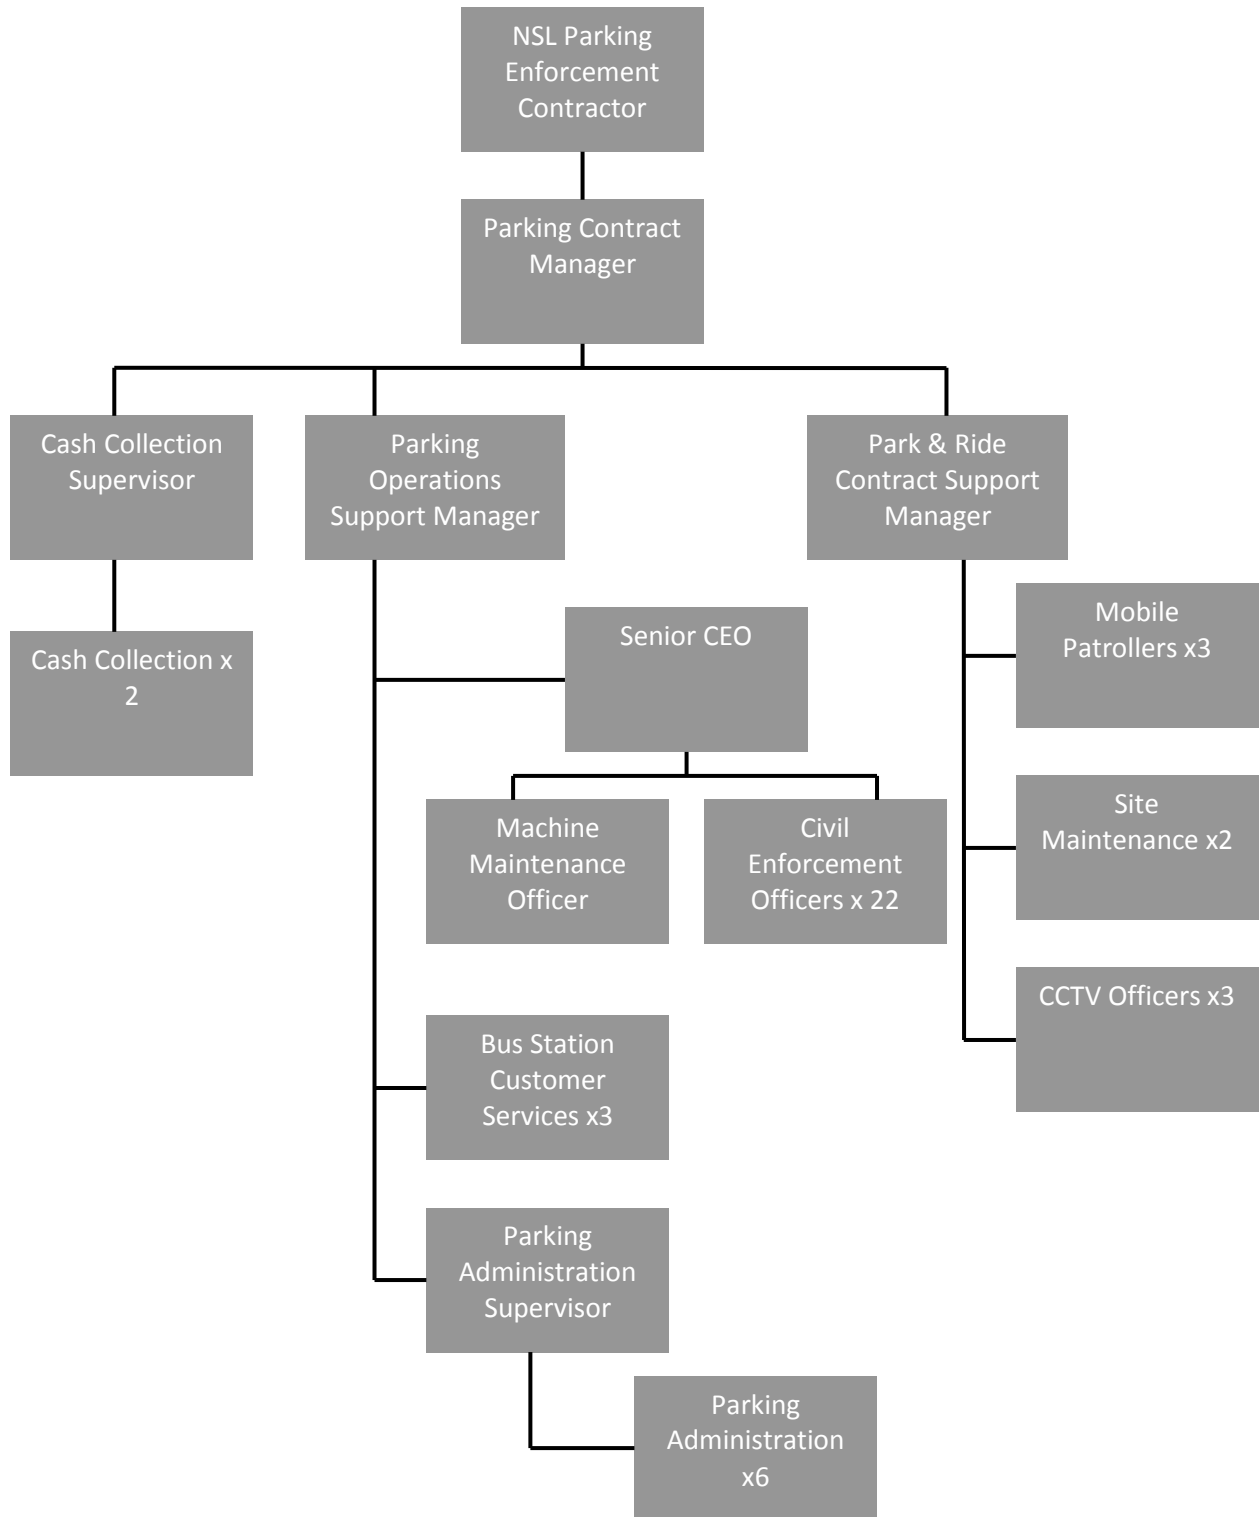 NSL Parking
Enforcement
Contractor
Parking Contract
Manager
Cash Collection
Supervisor
Parking
Operations
Support Manager
Park & Ride
Contract Support
Manager
Cash Collection x
2
Senior CEO
Mobile
Patrollers x3
Machine
Maintenance
Officer
Civil
Enforcement
Officers x 22
Site
Maintenance x2
CCTV Officers x3
Bus Station
Customer
Services x3
Parking
Administration
Supervisor
Parking
Administration
x6